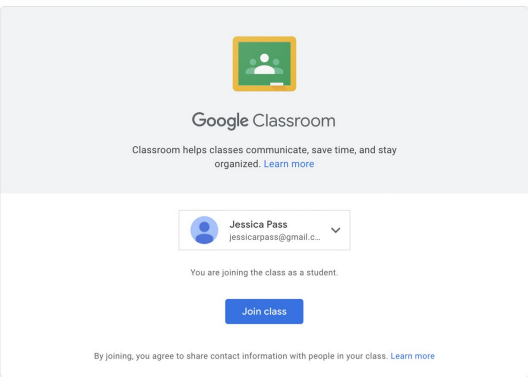 Google Classroom
Classroom helps classes communicate, save time, and stay
organized. Learn more
Jessica Pass
jessicarpass@gmail.c...
You are joining the class as a student.
Join class
By joining, you agree to share contact information with people in your class. Learn more